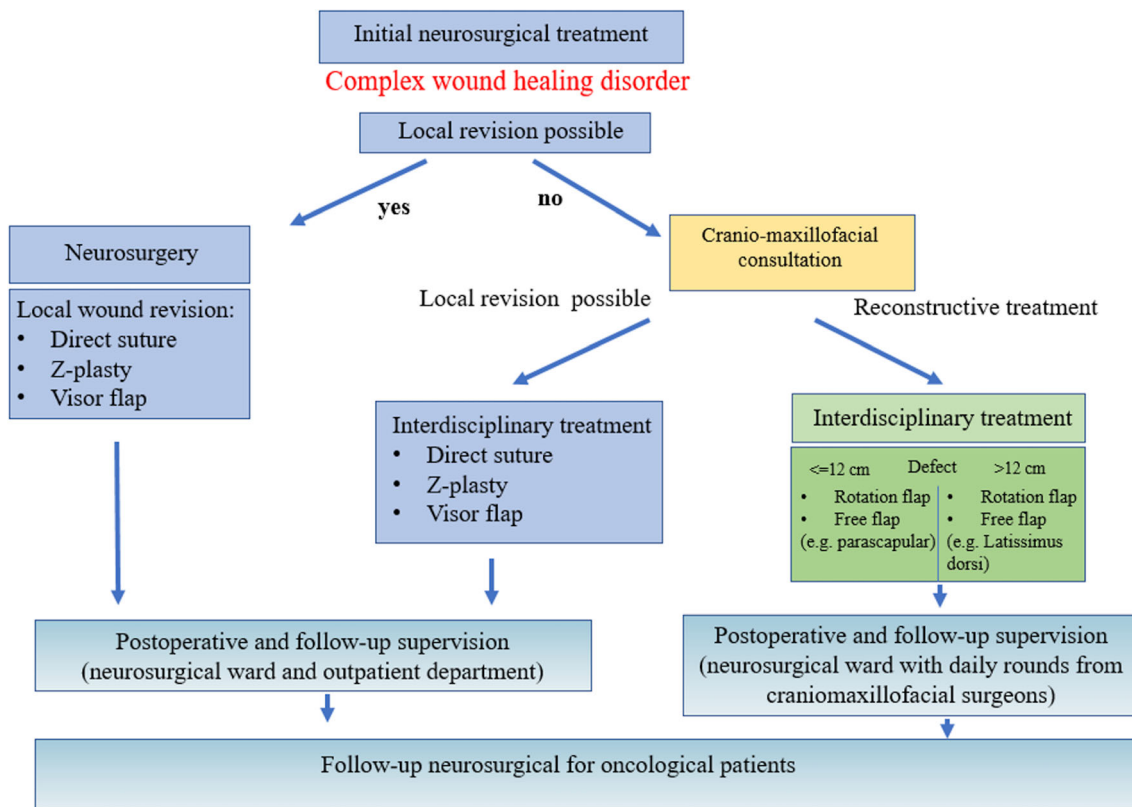 Initial neurosurgical treatment
Complex wound healing disorder
Local revision possible
yes
no
Neurosurgery
Cranio-maxillofacial
consultation
Local wound revision:
• Direct suture
• Z-plasty
• Visor flap
Local revision  possible
Reconstructive treatment
Interdisciplinary treatment
• Direct suture
• Z-plasty
• Visor flap
Interdisciplinary treatment
<=12 cm Defect >12 cm
• Rotation flap
• Free flap
(e.g. parascapular)
• Rotation flap
• Free flap
(e.g. Latissimus
dorsi)
Postoperative and follow-up supervision
(neurosurgical ward and outpatient department)
Postoperative and follow-up supervision
(neurosurgical ward with daily rounds from
craniomaxillofacial surgeons)
Follow-up neurosurgical for oncological patients